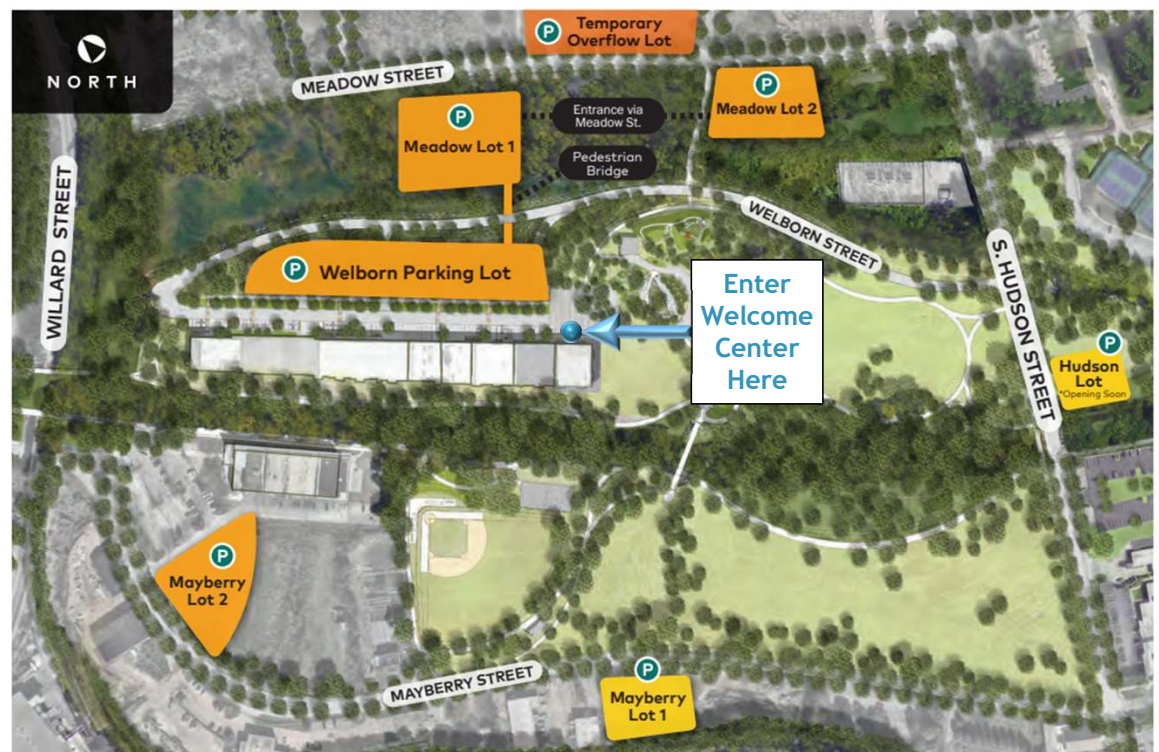 NORTH
P
Temporary
Overflow Lot
MEADOW STREET
P
Meadow Lot 1
Entrance via
Meadow St.
P
Meadow Lot 2
Pedestrian
Bridge
WILLARD STREET
WELBORN STREET
P
Welborn Parking Lot
S. HUDSON STREET
Enter
Welcome
Center
Here
P
Hudson
Lot
*Opening Soon
P
Mayberry
Lot 2
MAYBERRY STREET
P
Mayberry
Lot 1